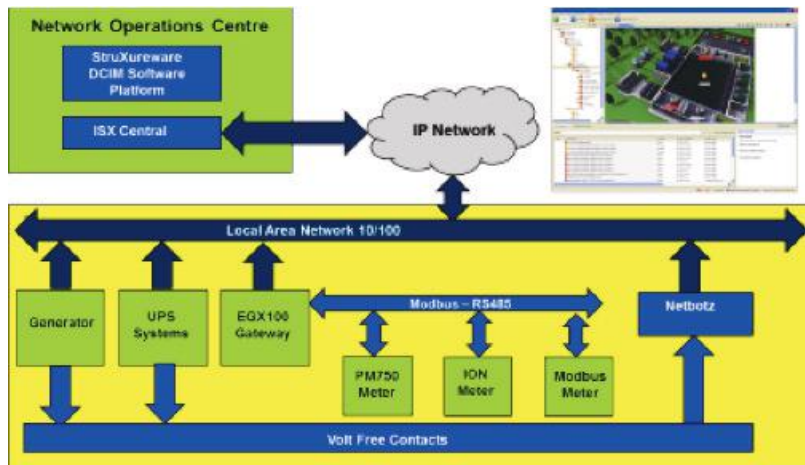 Network Operations Centre
StruXureware
DCIM Software
Platform
ISX Central
IP Network
Local Area Network 10/100
Generator
UPS
Systems
EGX100
Gateway
Modbus – RS485
Netbotz
PM750
Meter
ION
Meter
Modbus
Meter
Volt Free Contacts